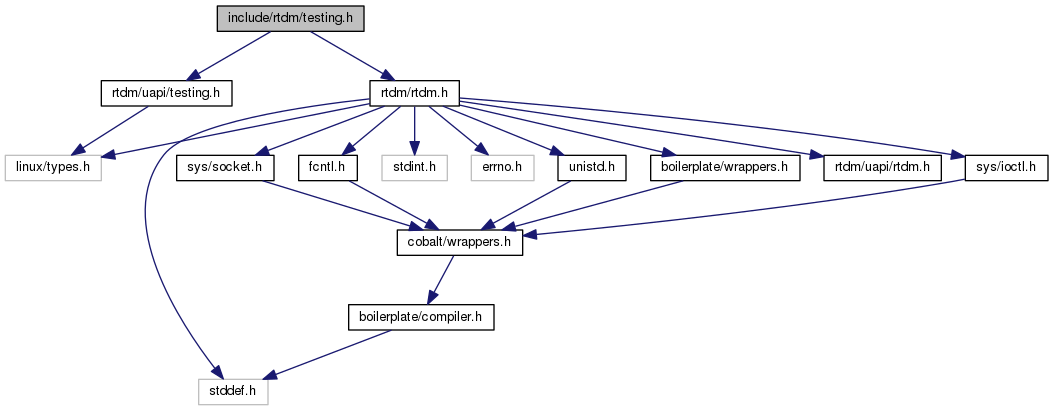 include/rtdm/testing.h
rtdm/uapi/testing.h
rtdm/rtdm.h
linux/types.h
sys/socket.h
fcntl.h
stdint.h
errno.h
unistd.h
boilerplate/wrappers.h
rtdm/uapi/rtdm.h
sys/ioctl.h
cobalt/wrappers.h
boilerplate/compiler.h
stddef.h